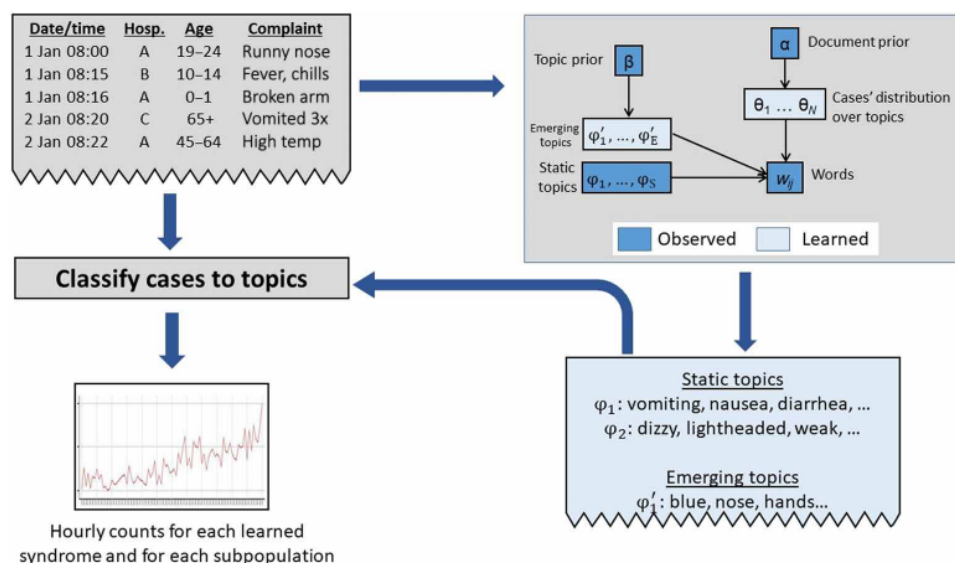 Date/time Hosp. Age Complaint
1 Jan 08:00 A 19–24 Runny nose
1 Jan 08:15 B 10–14 Fever, chills
1 Jan 08:16 A 0–1 Broken arm
2 Jan 08:20 C 65+ Vomited 3x
2 Jan 08:22 A 45–64 High temp
Topic prior
β
α
Document prior
Emerging
topics
φ′₁, …, φ′E
θ₁ … θN
Cases’ distribution
over topics
Static
topics
φ₁, …, φS
wij
Words
Observed
Learned
Classify cases to topics
Static topics
φ₁: vomiting, nausea, diarrhea, …
φ₂: dizzy, lightheaded, weak, …
Emerging topics
φ′₁: blue, nose, hands…
Hourly counts for each learned
syndrome and for each subpopulation